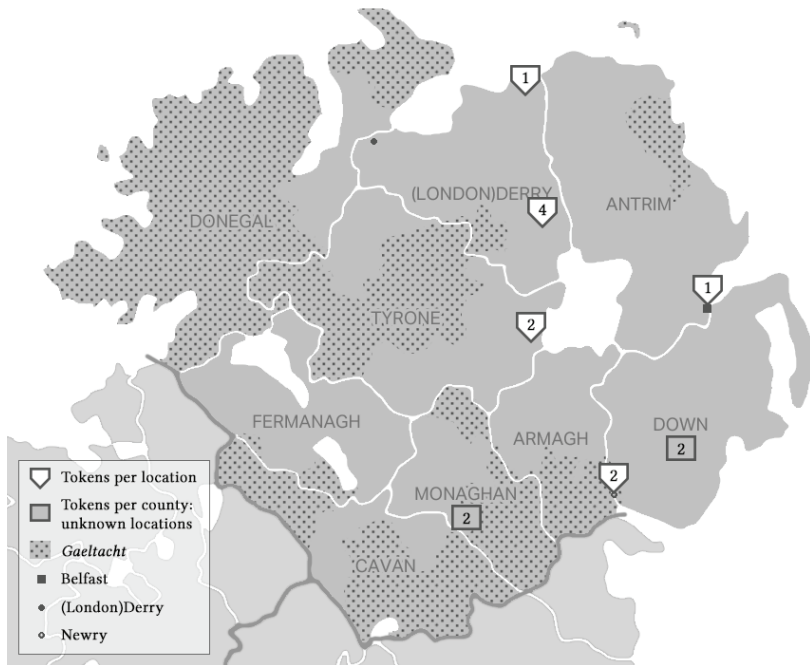 1
(LONDON)DERRY
4
ANTRIM
DONEGAL
1
TYRONE
2
FERMANAGH
ARMAGH
DOWN
2
2
MONAGHAN
2
CAVAN
Tokens per location
Tokens per county:
unknown locations
Gaeltacht
Belfast
(London)Derry
Newry